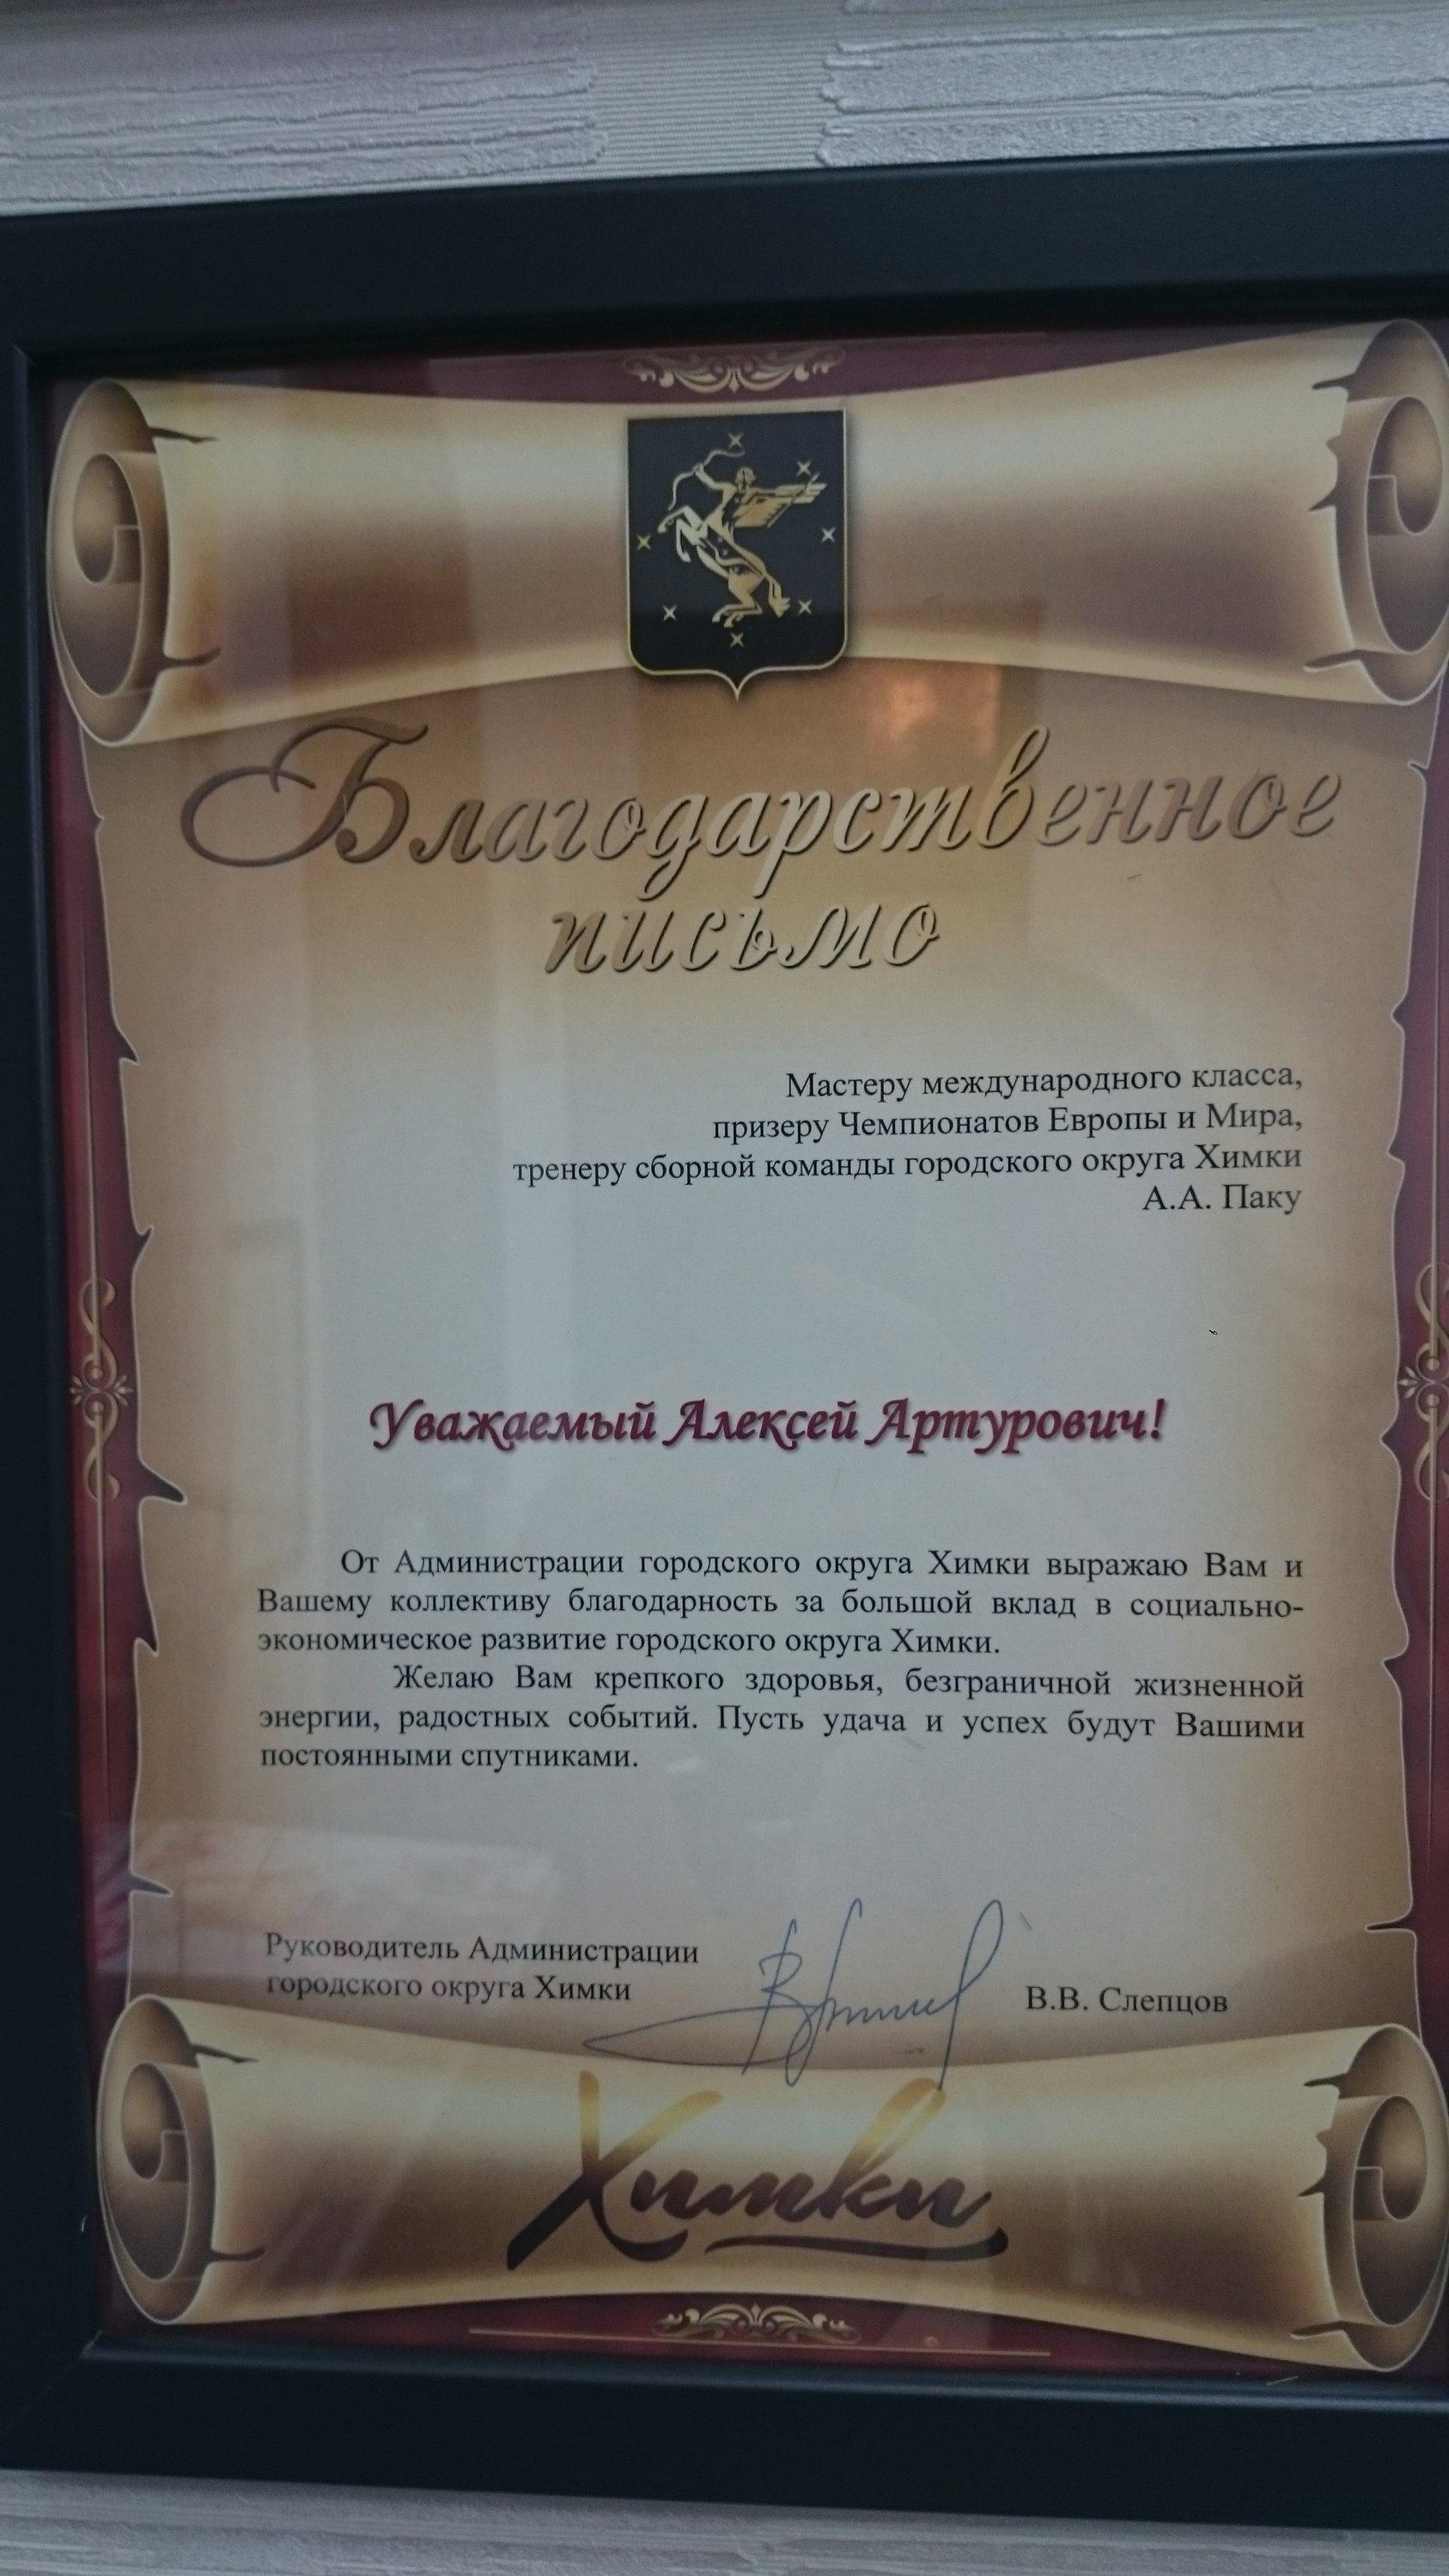 Благодарственное
письмо
Мастеру международного класса,
призеру Чемпионатов Европы и Мира,
тренеру сборной команды городского округа Химки
А.А. Паку
Уважаемый Алексей Артурович!
От Администрации городского округа Химки выражаю Вам и
Вашему коллективу благодарность за большой вклад в социально-
экономическое развитие городского округа Химки.
Желаю Вам крепкого здоровья, безграничной жизненной
энергии, радостных событий. Пусть удача и успех будут Вашими
постоянными спутниками.
Руководитель Администрации
городского округа Химки
В.В. Слепцов
Химки